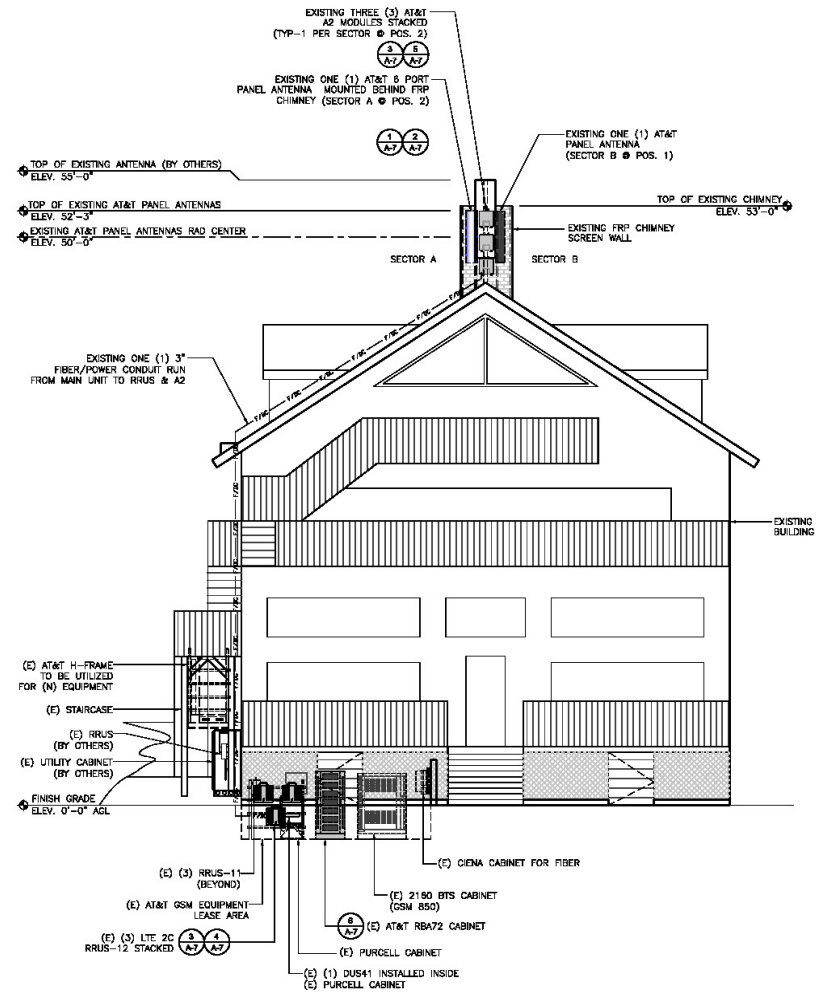 EXISTING THREE (3) AT&T
A2 MODULES STACKED
(TYP-1 PER SECTOR @ POS. 2)
3
A-7
5
A-7
EXISTING ONE (1) AT&T 6 PORT
PANEL ANTENNA MOUNTED BEHIND FRP
CHIMNEY (SECTOR A @ POS. 2)
1
A-7
2
A-7
EXISTING ONE (1) AT&T
PANEL ANTENNA
(SECTOR B @ POS. 1)
TOP OF EXISTING ANTENNA (BY OTHERS)
ELEV. 55'-0"
TOP OF EXISTING AT&T PANEL ANTENNAS
ELEV. 52'-3"
TOP OF EXISTING CHIMNEY
ELEV. 53'-0"
EXISTING AT&T PANEL ANTENNAS RAD CENTER
ELEV. 50'-0"
EXISTING FRP CHIMNEY
SCREEN WALL
SECTOR A
SECTOR B
EXISTING ONE (1) 3"
FIBER/POWER CONDUIT RUN
FROM MAIN UNIT TO RRUS & A2
EXISTING
BUILDING
(E) AT&T H-FRAME
TO BE UTILIZED
FOR (N) EQUIPMENT
(E) STAIRCASE
(E) RRUS
(BY OTHERS)
(E) UTILITY CABINET
(BY OTHERS)
FINISH GRADE
ELEV. 0'-0" AGL
(E) CIENA CABINET FOR FIBER
(E) (3) RRUS-11
(BEYOND)
(E) 2160 BTS CABINET
(GSM 850)
(E) AT&T GSM EQUIPMENT
LEASE AREA
6
A-7
(E) AT&T RBA72 CABINET
(E) (3) LTE 2C
RRUS-12 STACKED
3
A-7
4
A-7
(E) PURCELL CABINET
(E) (1) DUS41 INSTALLED INSIDE
(E) PURCELL CABINET